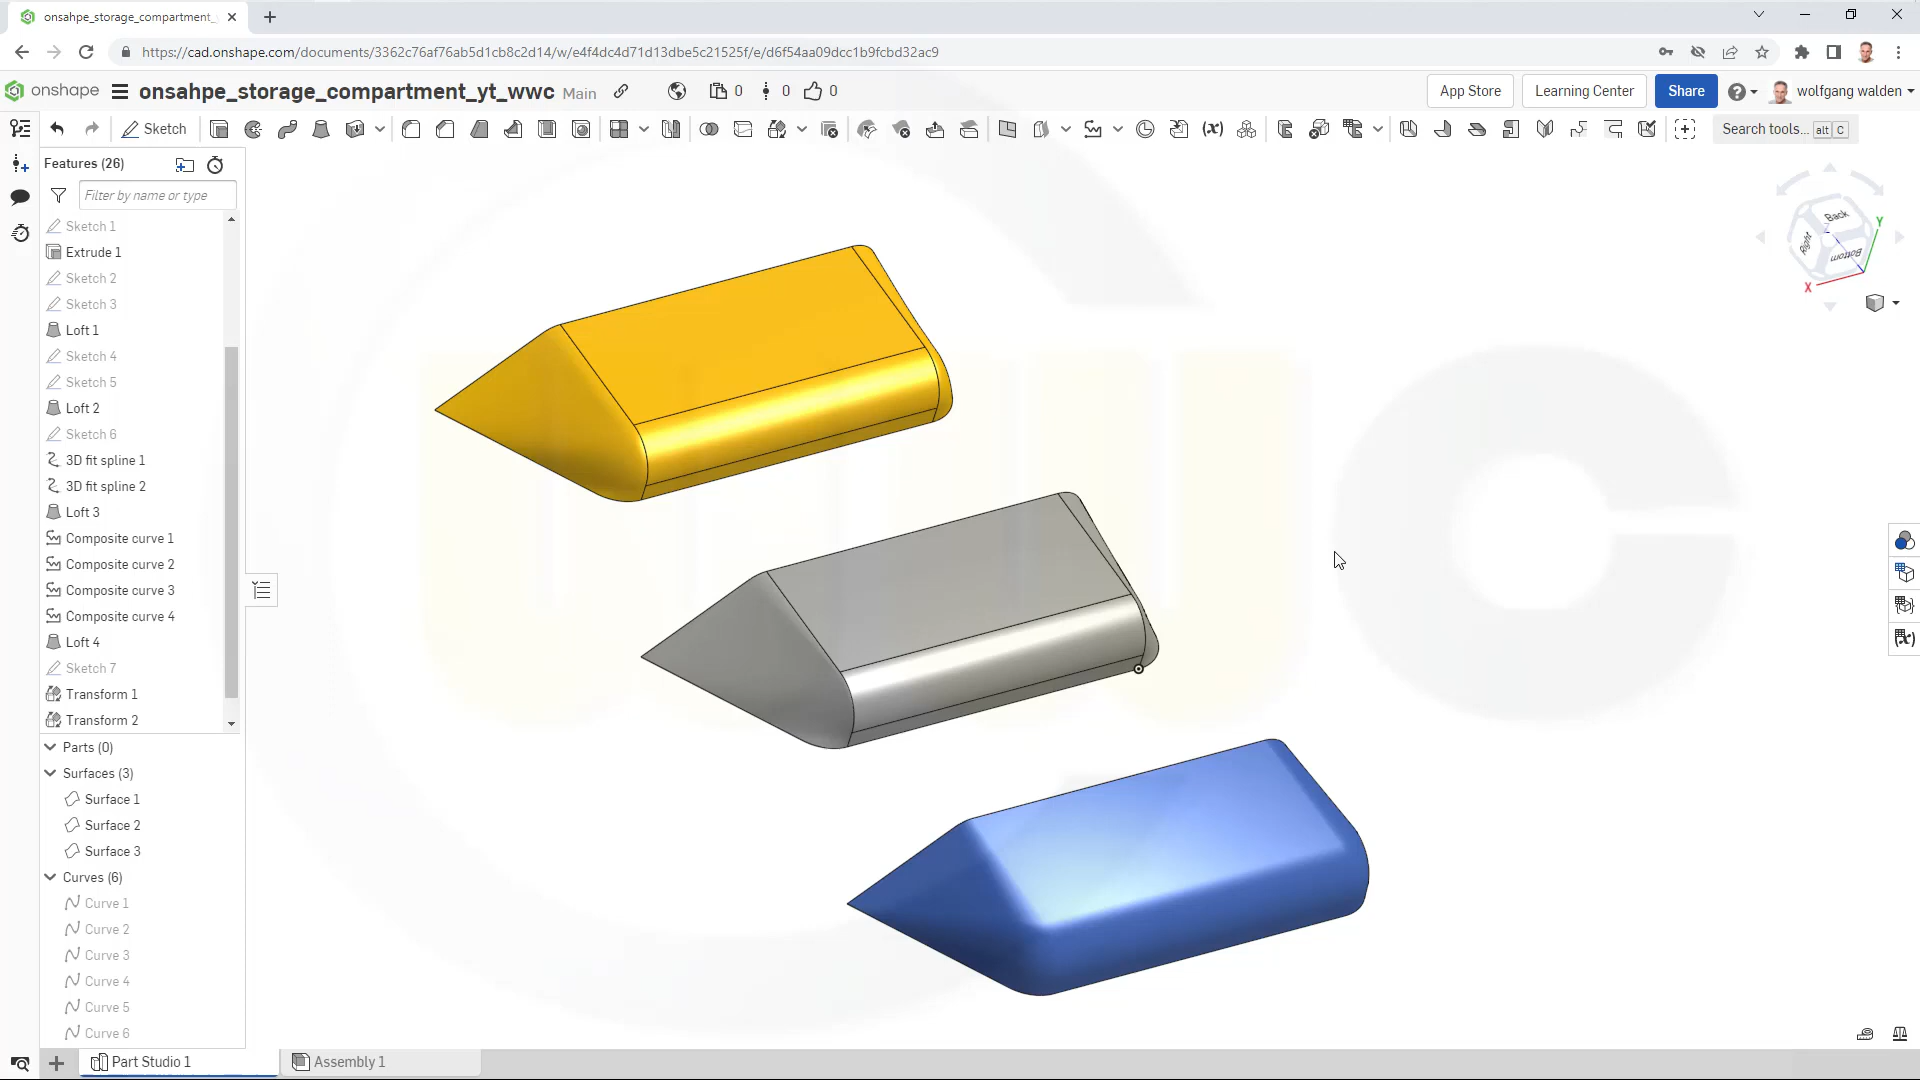 onsahpe_storage_compartment_
https://cad.onshape.com/documents/3362c76af76ab5d1cb8c2d14/w/e4f4dc4d71d13dbe5c21525f/e/d6f54aa09dcc1b9fcbd32ac9
onshape onsahpe_storage_compartment_yt_wwc Main 0 0 0 App Store Learning Center Share wolfgang walden
Sketch Search tools... alt C
Features (26)
Filter by name or type
Sketch 1
Extrude 1
Sketch 2
Sketch 3
Loft 1
Sketch 4
Sketch 5
Loft 2
Sketch 6
3D fit spline 1
3D fit spline 2
Loft 3
Composite curve 1
Composite curve 2
Composite curve 3
Composite curve 4
Loft 4
Sketch 7
Transform 1
Transform 2
Parts (0)
Surfaces (3)
Surface 1
Surface 2
Surface 3
Curves (6)
Curve 1
Curve 2
Curve 3
Curve 4
Curve 5
Curve 6
Back
Right
Bottom
Y
Z
X
Part Studio 1 Assembly 1